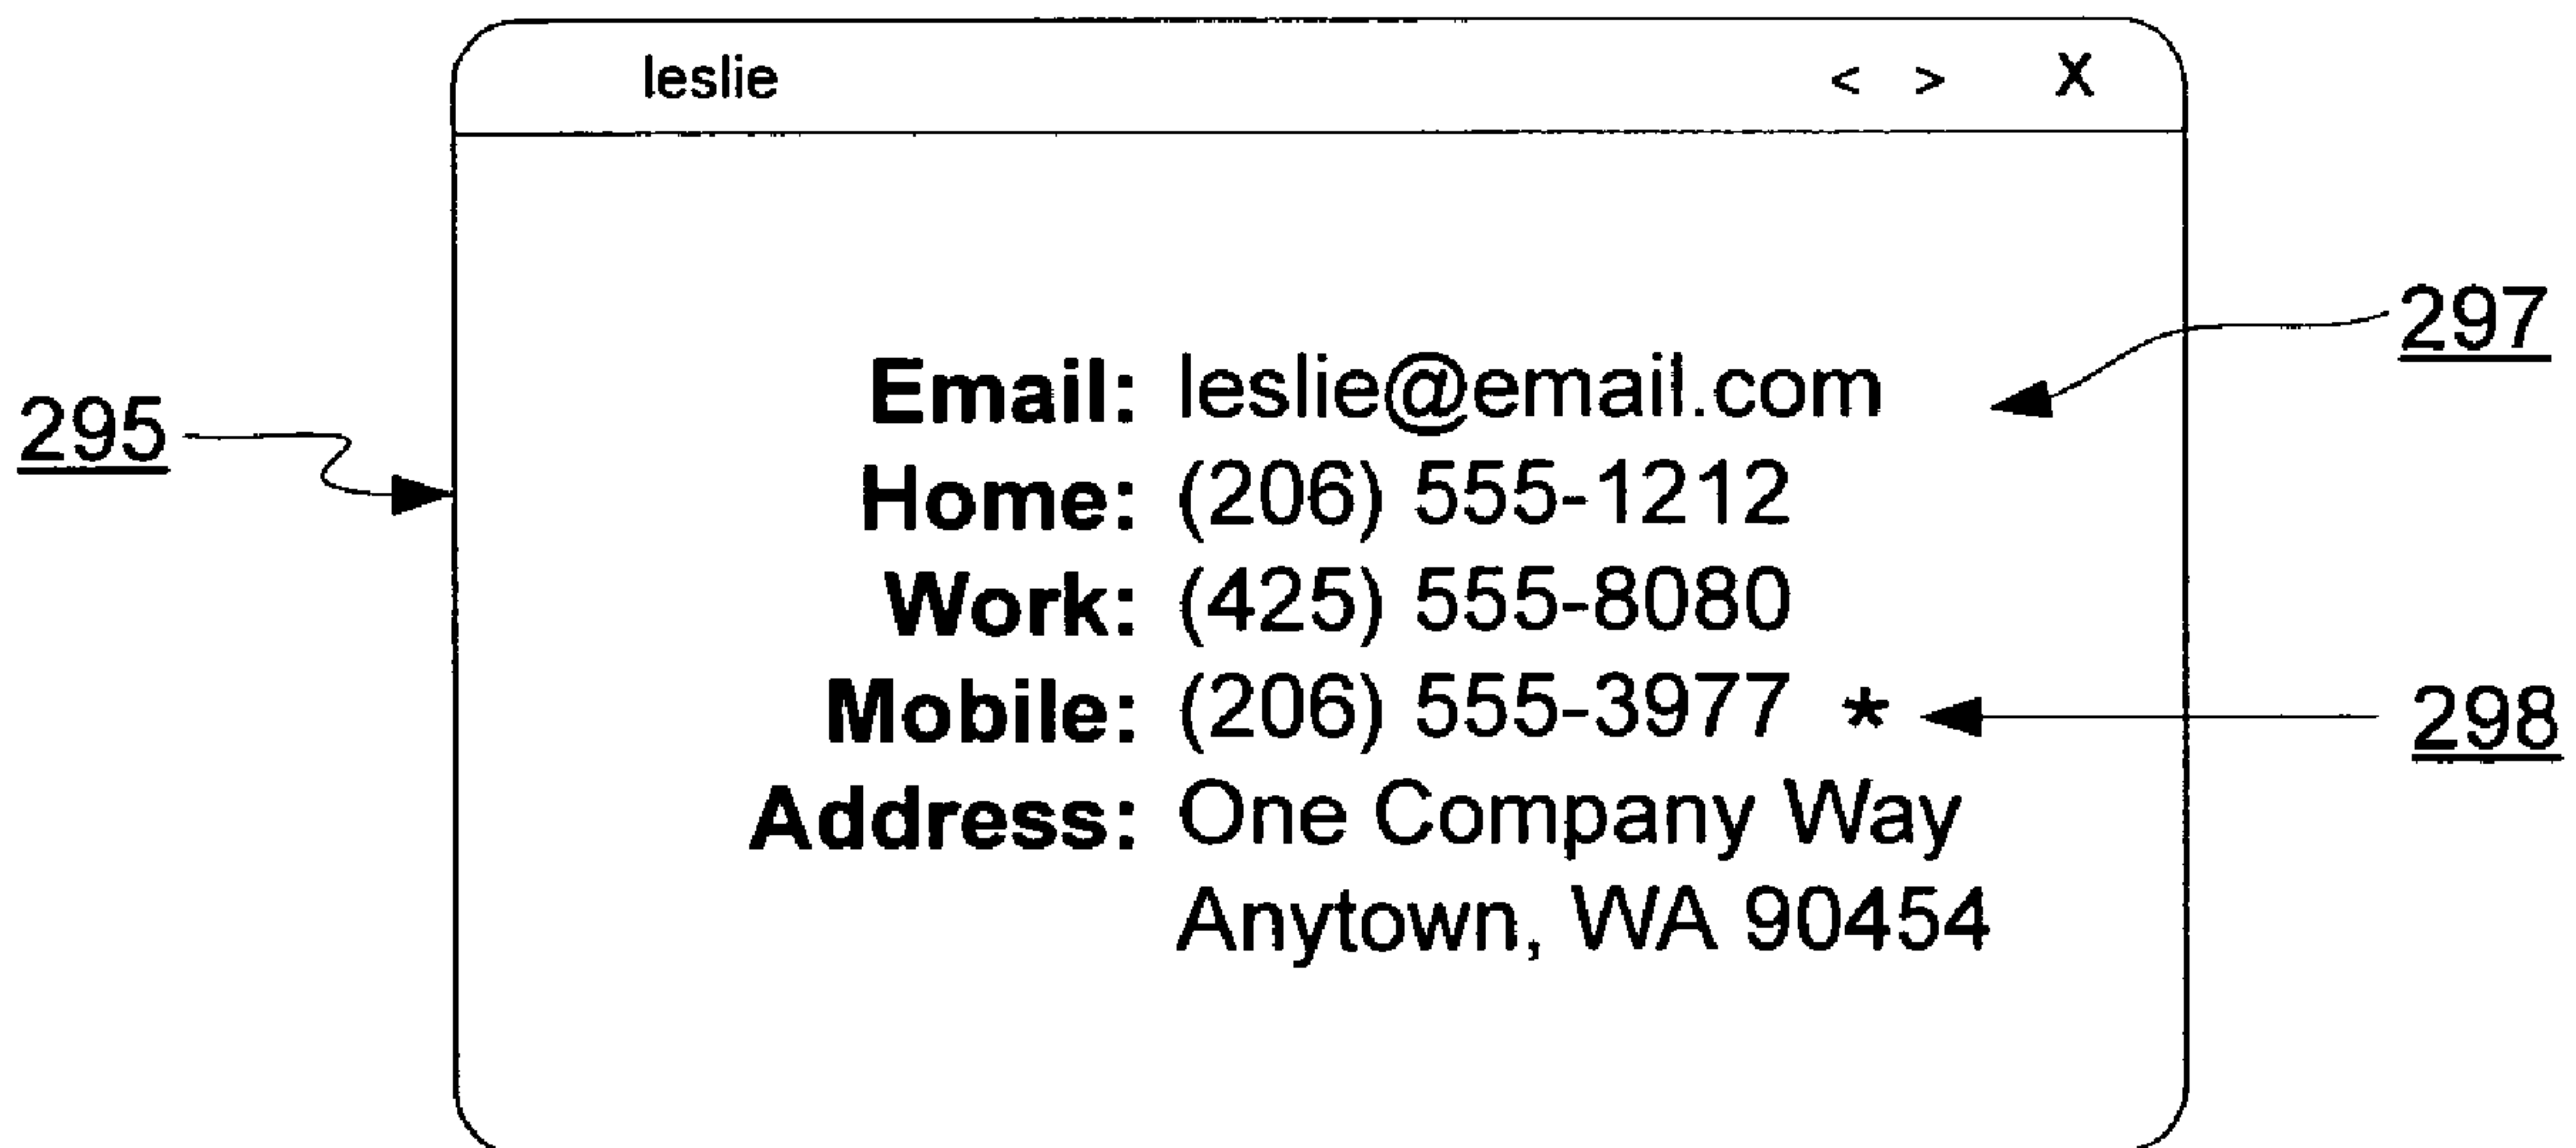 leslie < > X
297
Email: leslie@email.com
295
Home: (206) 555-1212
Work: (425) 555-8080
Mobile: (206) 555-3977 *
298
Address: One Company Way
Anytown, WA 90454